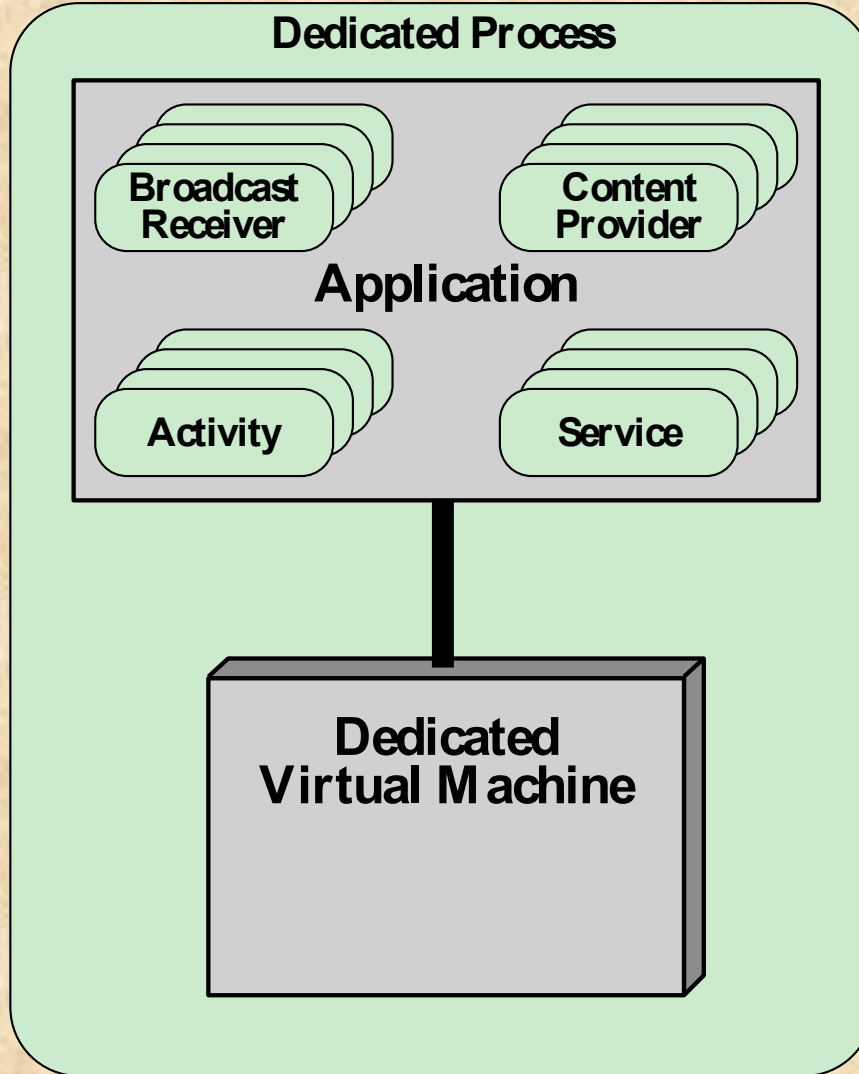 Dedicated Process
Broadcast
Receiver
Content
Provider
Application
Activity
Service
Dedicated
Virtual Machine